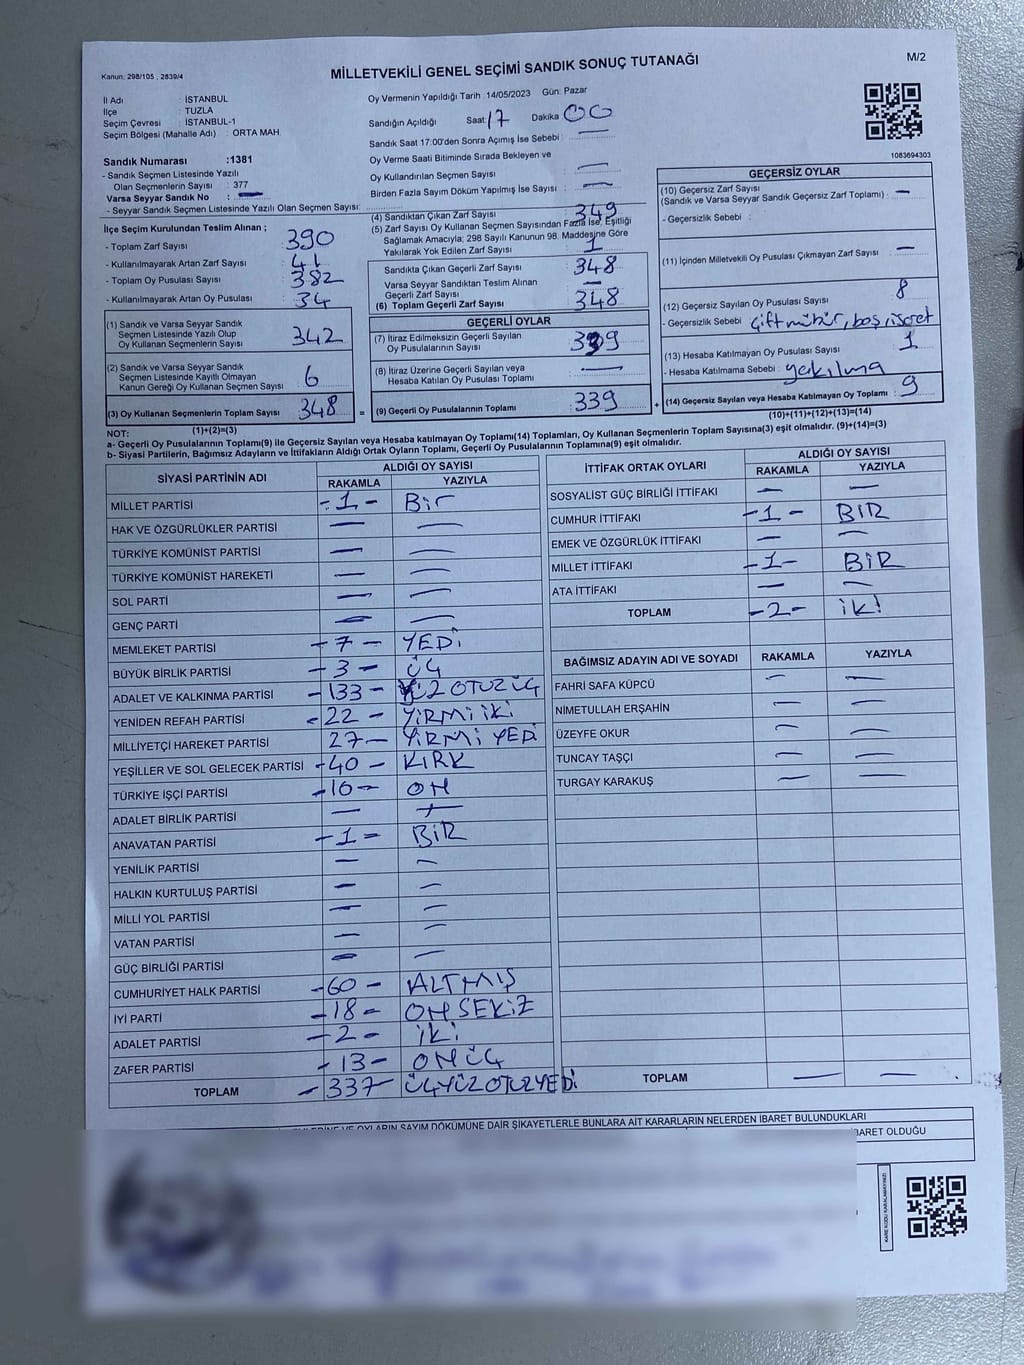 Kanun: 298/105 , 2839/4
MİLLETVEKİLİ GENEL SEÇİMİ SANDIK SONUÇ TUTANAĞI
M/2
İl Adı : İSTANBUL
İlçe : TUZLA
Seçim Çevresi : İSTANBUL-1
Seçim Bölgesi (Mahalle Adı) : ORTA MAH
Oy Vermenin Yapıldığı Tarih : 14/05/2023 Gün: Pazar
Sandığın Açıldığı Saat: 17 Dakika 00
Sandık Saat 17:00'den Sonra Açılmış İse Sebebi : —
Oy Verme Saati Bitiminde Sırada Bekleyen ve
Oy Kullandırılan Seçmen Sayısı : —
Birden Fazla Sayım Döküm Yapılmış İse Sayısı : —
1083694303
Sandık Numarası :1381
- Sandık Seçmen Listesinde Yazılı
Olan Seçmenlerin Sayısı : 377
Varsa Seyyar Sandık No : —
- Seyyar Sandık Seçmen Listesinde Yazılı Olan Seçmen Sayısı:
İlçe Seçim Kurulundan Teslim Alınan ;
- Toplam Zarf Sayısı 390
- Kullanılmayarak Artan Zarf Sayısı 41
- Toplam Oy Pusulası Sayısı 382
- Kullanılmayarak Artan Oy Pusulası 34
(1) Sandık ve Varsa Seyyar Sandık
Seçmen Listesinde Yazılı Olup
Oy Kullanan Seçmenlerin Sayısı 342
(2) Sandık ve Varsa Seyyar Sandık
Seçmen Listesinde Kayıtlı Olmayan
Kanun Gereği Oy Kullanan Seçmen Sayısı 6
(3) Oy Kullanan Seçmenlerin Toplam Sayısı 348 =
(1)+(2)=(3)
(4) Sandıktan Çıkan Zarf Sayısı 349
(5) Zarf Sayısı Oy Kullanan Seçmen Sayısından Fazla İse, Eşitliği
Sağlamak Amacıyla; 298 Sayılı Kanunun 98. Maddesine Göre
Yakılarak Yok Edilen Zarf Sayısı 1
Sandıkta Çıkan Geçerli Zarf Sayısı 348
Varsa Seyyar Sandıktan Teslim Alınan
Geçerli Zarf Sayısı —
(6) Toplam Geçerli Zarf Sayısı 348
GEÇERLİ OYLAR
(7) İtiraz Edilmeksizin Geçerli Sayılan
Oy Pusulalarının Sayısı 339
(8) İtiraz Üzerine Geçerli Sayılan veya
Hesaba Katılan Oy Pusulası Toplamı —
(9) Geçerli Oy Pusulalarının Toplamı 339 +
GEÇERSİZ OYLAR
(10) Geçersiz Zarf Sayısı
(Sandık ve Varsa Seyyar Sandık Geçersiz Zarf Toplamı) : —
- Geçersizlik Sebebi :
(11) İçinden Milletvekili Oy Pusulası Çıkmayan Zarf Sayısı : —
(12) Geçersiz Sayılan Oy Pusulası Sayısı : 8
- Geçersizlik Sebebi : çift mühür, boş, işaret
(13) Hesaba Katılmayan Oy Pusulası Sayısı 1
- Hesaba Katılmama Sebebi : yakılma
(14) Geçersiz Sayılan veya Hesaba Katılmayan Oy Toplamı : 9
(10)+(11)+(12)+(13)=(14)
NOT:
a- Geçerli Oy Pusulalarının Toplamı(9) ile Geçersiz Sayılan veya Hesaba katılmayan Oy Toplamı(14) Toplamları, Oy Kullanan Seçmenlerin Toplam Sayısına(3) eşit olmalıdır. (9)+(14)=(3)
b- Siyasi Partilerin, Bağımsız Adayların ve İttifakların Aldığı Ortak Oyların Toplamı, Geçerli Oy Pusulalarının Toplamına(9) eşit olmalıdır.
SİYASİ PARTİNİN ADI ALDIĞI OY SAYISI
RAKAMLA YAZIYLA
MİLLET PARTİSİ - 1 - Bir
HAK VE ÖZGÜRLÜKLER PARTİSİ — —
TÜRKİYE KOMÜNİST PARTİSİ — —
TÜRKİYE KOMÜNİST HAREKETİ — —
SOL PARTİ — —
GENÇ PARTİ — —
MEMLEKET PARTİSİ - 7 - YEDİ
BÜYÜK BİRLİK PARTİSİ - 3 - ÜÇ
ADALET VE KALKINMA PARTİSİ - 133 - YÜZ OTUZ ÜÇ
YENİDEN REFAH PARTİSİ - 22 - YİRMİ İKİ
MİLLİYETÇİ HAREKET PARTİSİ 27 - YİRMİ YEDİ
YEŞİLLER VE SOL GELECEK PARTİSİ - 40 - KIRK
TÜRKİYE İŞÇİ PARTİSİ - 10 - ON
ADALET BİRLİK PARTİSİ — —
ANAVATAN PARTİSİ - 1 - BİR
YENİLİK PARTİSİ — —
HALKIN KURTULUŞ PARTİSİ — —
MİLLİ YOL PARTİSİ — —
VATAN PARTİSİ — —
GÜÇ BİRLİĞİ PARTİSİ — —
CUMHURİYET HALK PARTİSİ - 60 - ALTMIŞ
İYİ PARTİ - 18 - ON SEKİZ
ADALET PARTİSİ - 2 - İKİ
ZAFER PARTİSİ - 13 - ON ÜÇ
TOPLAM - 337 - ÜÇYÜZ OTUZ YEDİ
İTTİFAK ORTAK OYLARI ALDIĞI OY SAYISI
RAKAMLA YAZIYLA
SOSYALİST GÜÇ BİRLİĞİ İTTİFAKI — —
CUMHUR İTTİFAKI - 1 - BİR
EMEK VE ÖZGÜRLÜK İTTİFAKI — —
MİLLET İTTİFAKI - 1 - BİR
ATA İTTİFAKI — —
TOPLAM - 2 - İKİ
BAĞIMSIZ ADAYIN ADI VE SOYADI RAKAMLA YAZIYLA
FAHRİ SAFA KÜPCÜ — —
NİMETULLAH ERŞAHİN — —
ÜZEYFE OKUR — —
TUNCAY TAŞÇI — —
TURGAY KARAKUŞ — —
TOPLAM — —
OYLARIN SAYIM DÖKÜMÜNE DAİR ŞİKAYETLERLE BUNLARA AİT KARARLARIN NELERDEN İBARET BULUNDUKLARI
İBARET OLDUĞU